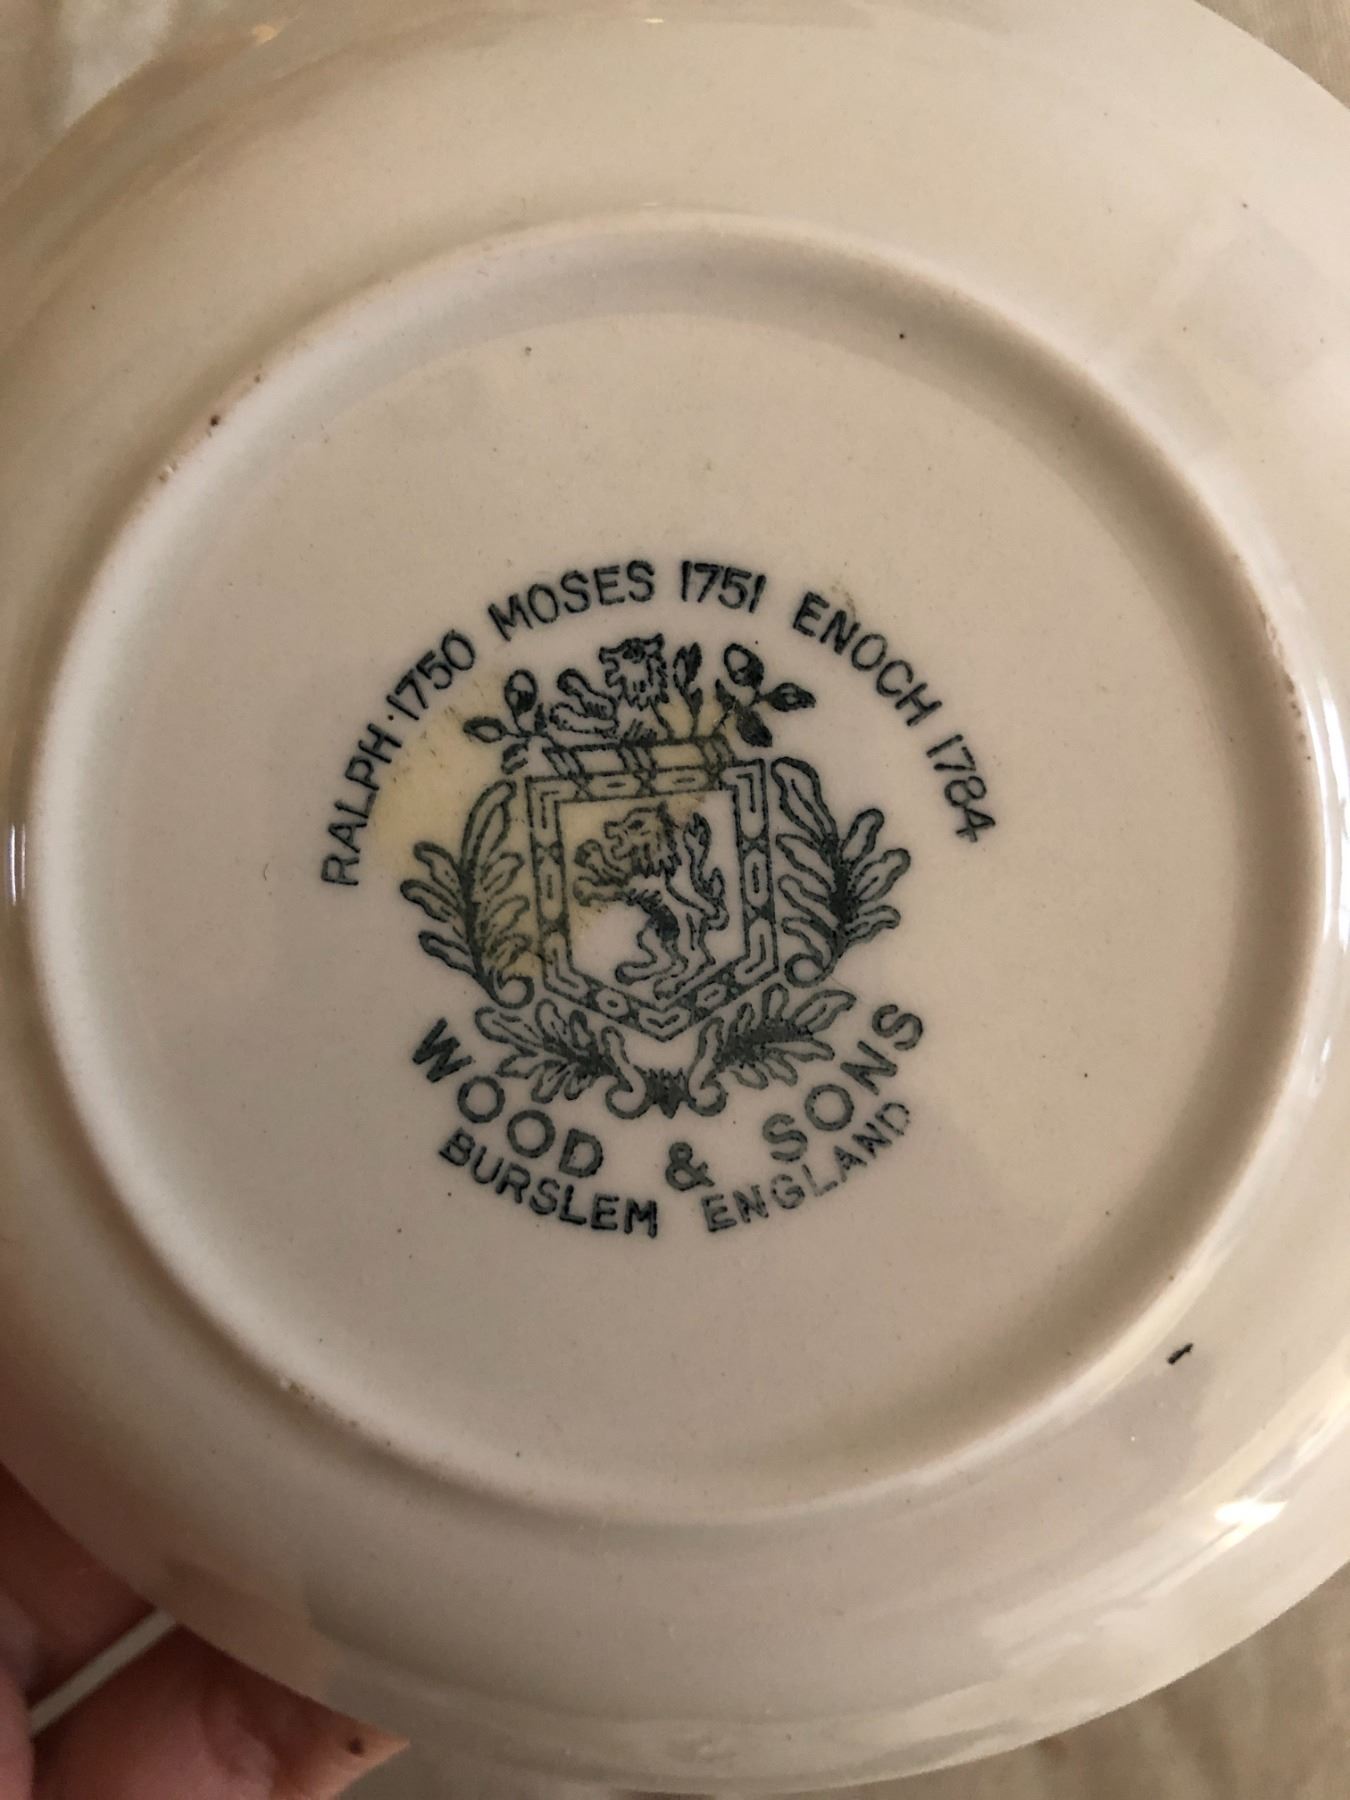 RALPH·1750 MOSES 1751 ENOCH 1784
WOOD & SONS
BURSLEM ENGLAND